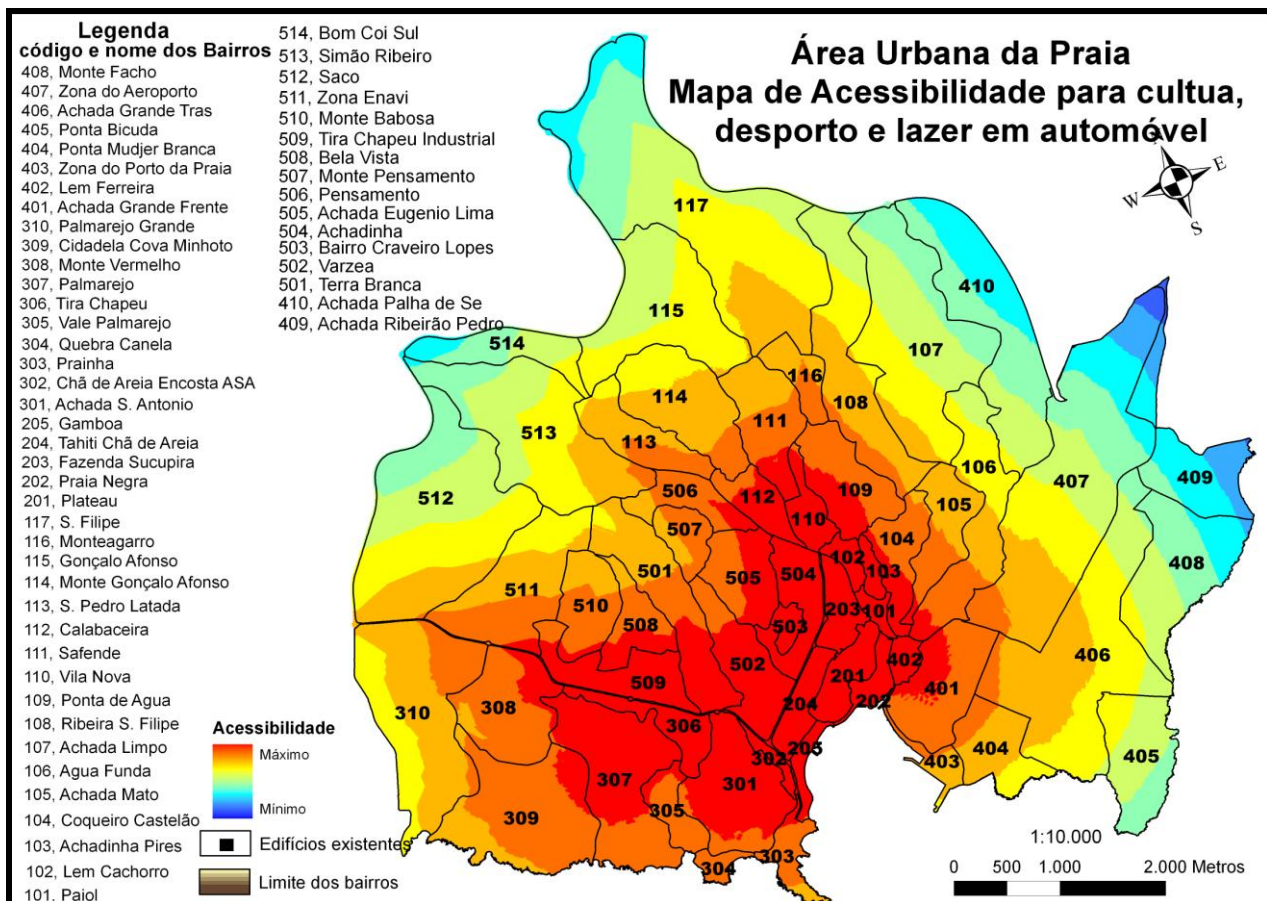 Legenda
código e nome dos Bairros
408, Monte Facho
407, Zona do Aeroporto
406, Achada Grande Tras
405, Ponta Bicuda
404, Ponta Mudjer Branca
403, Zona do Porto da Praia
402, Lem Ferreira
401, Achada Grande Frente
310, Palmarejo Grande
309, Cidadela Cova Minhoto
308, Monte Vermelho
307, Palmarejo
306, Tira Chapeu
305, Vale Palmarejo
304, Quebra Canela
303, Prainha
302, Chã de Areia Encosta ASA
301, Achada S. Antonio
205, Gamboa
204, Tahiti Chã de Areia
203, Fazenda Sucupira
202, Praia Negra
201, Plateau
117, S. Filipe
116, Monteagarro
115, Gonçalo Afonso
114, Monte Gonçalo Afonso
113, S. Pedro Latada
112, Calabaceira
111, Safende
110, Vila Nova
109, Ponta de Agua
108, Ribeira S. Filipe
107, Achada Limpo
106, Agua Funda
105, Achada Mato
104, Coqueiro Castelão
103, Achadinha Pires
102, Lem Cachorro
101, Paiol
514, Bom Coi Sul
513, Simão Ribeiro
512, Saco
511, Zona Enavi
510, Monte Babosa
509, Tira Chapeu Industrial
508, Bela Vista
507, Monte Pensamento
506, Pensamento
505, Achada Eugenio Lima
504, Achadinha
503, Bairro Craveiro Lopes
502, Varzea
501, Terra Branca
410, Achada Palha de Se
409, Achada Ribeirão Pedro
Área Urbana da Praia
Mapa de Acessibilidade para cultua,
desporto e lazer em automóvel
E
W
S
117
410
115
514
107
116
114
108
111
513
113
106
407
409
512
506
112
109
105
110
507
104
408
102
505
504
501
103
511
510
203
101
503
508
406
502
402
201
509
401
310
308
204
202
306
404
205
403
302
405
307
301
305
309
303
304
Acessibilidade
Máximo
Mínimo
Edifícios existentes
Limite dos bairros
1:10.000
0 500 1.000 2.000 Metros